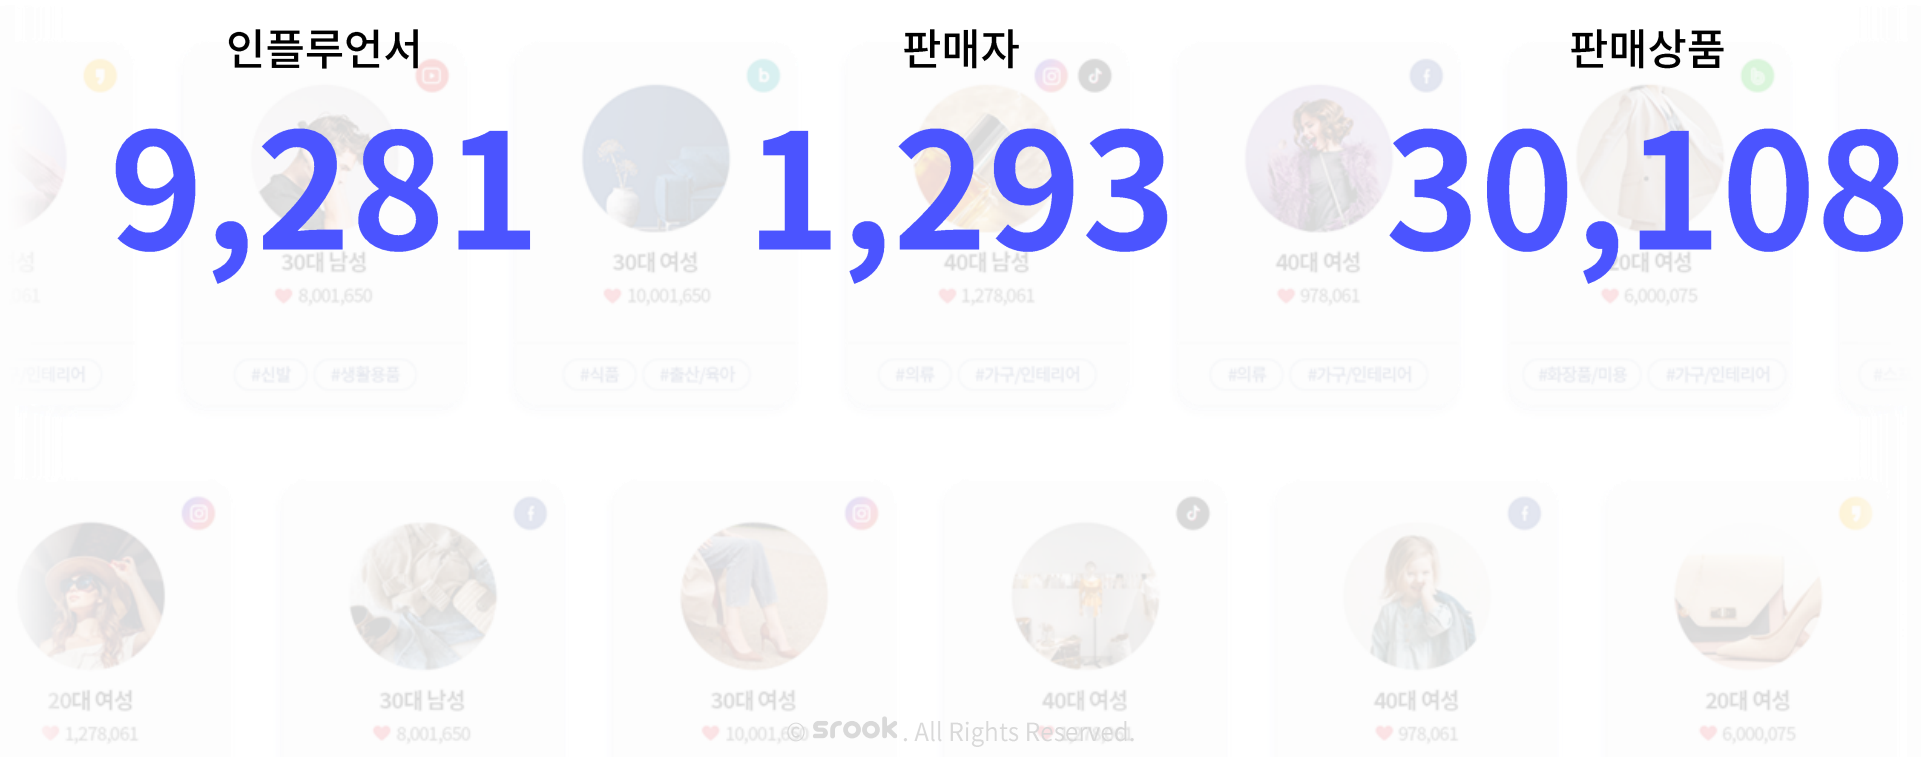 인플루언서
판매자
판매상품
9,281
1,293
30,108
30대 남성
30대 여성
40대 남성
40대 여성
20대 여성
8,001,650
10,001,650
1,278,061
978,061
6,000,075
/인테리어
#신발 #생활용품
#식품 #출산/육아
#의류 #가구/인테리어
#의류 #가구/인테리어
#화장품/미용 #가구/인테리어
20대 여성
30대 남성
30대 여성
40대 여성
40대 여성
20대 여성
1,278,061
8,001,650
978,061
6,000,075
© srook. All Rights Reserved.